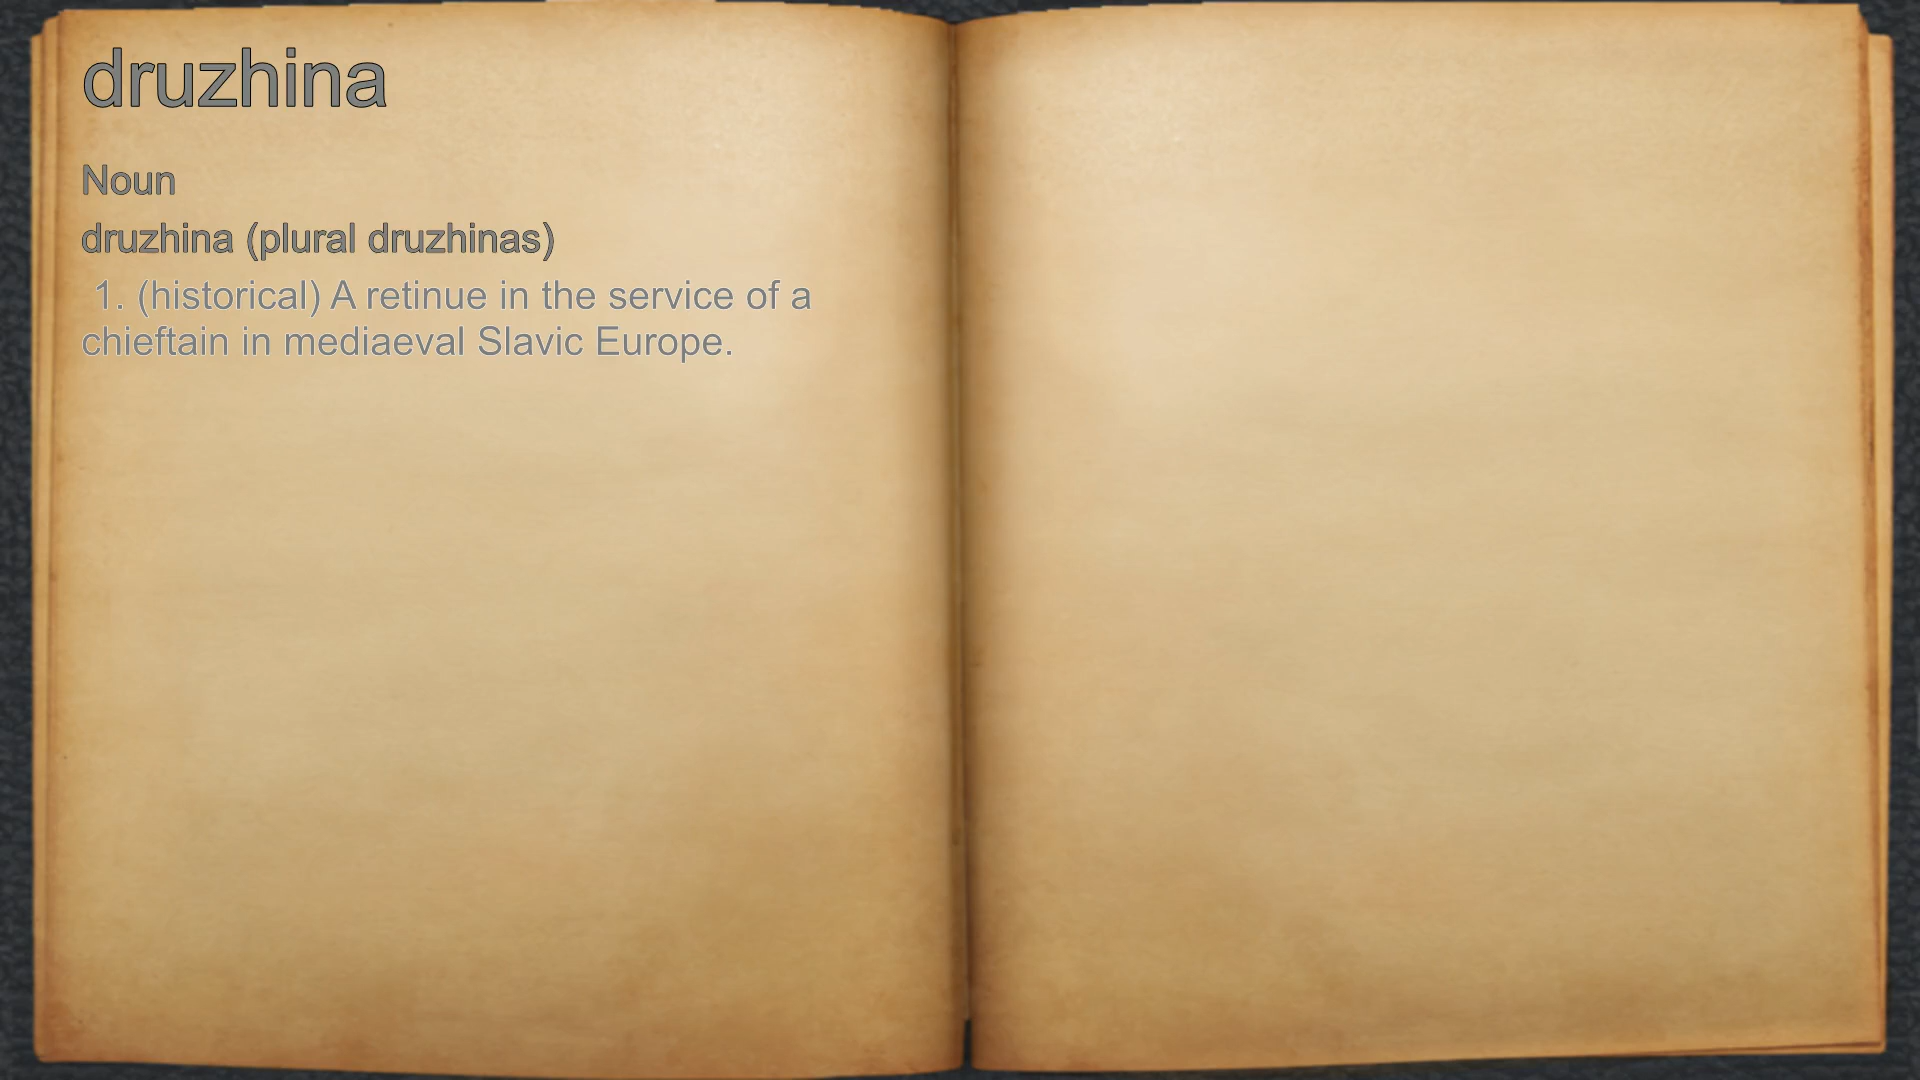 druzhina
Noun
druzhina (plural druzhinas)
1. (historical) A retinue in the service of a
chieftain in mediaeval Slavic Europe.